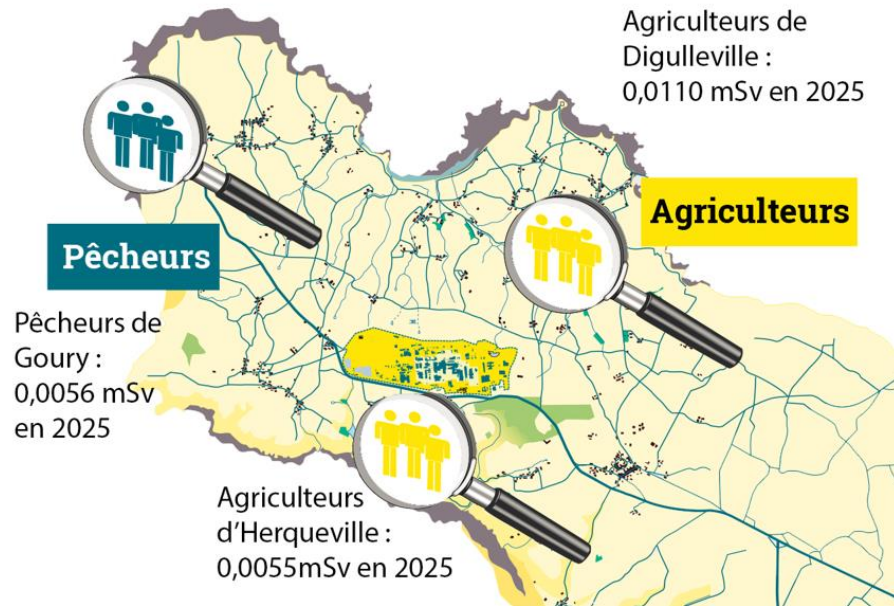 Agriculteurs de
Digulleville :
0,0110 mSv en 2025
Agriculteurs
Pêcheurs
Pêcheurs de
Goury :
0,0056 mSv
en 2025
Agriculteurs
d’Herqueville :
0,0055mSv en 2025